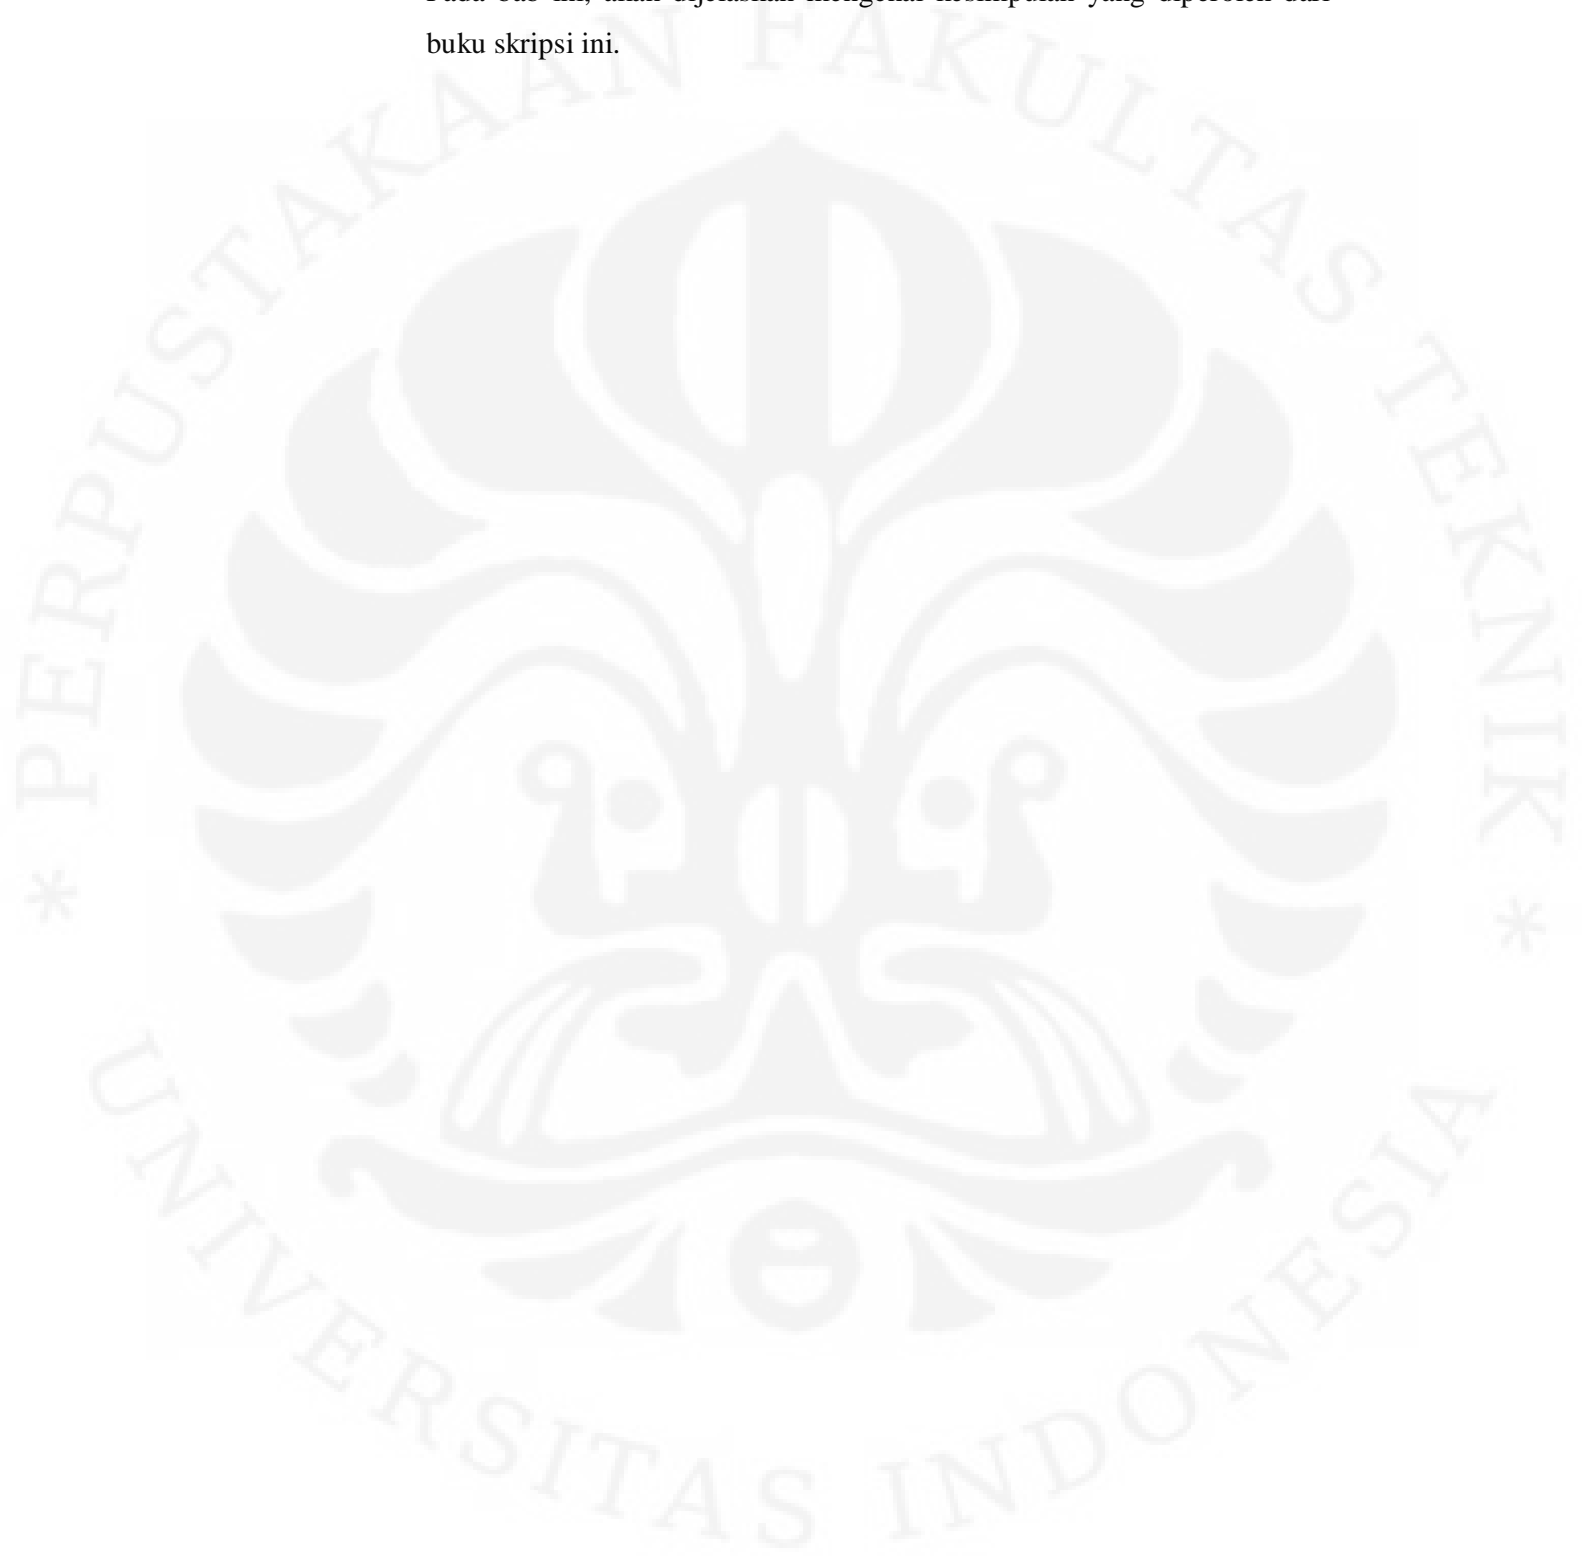 Pada bab ini, akan dijelaskan mengenai kesimpulan yang diperoleh dari
buku skripsi ini.
PERPUSTAKAAN FAKULTAS TEKNIK
* UNIVERSITAS INDONESIA *